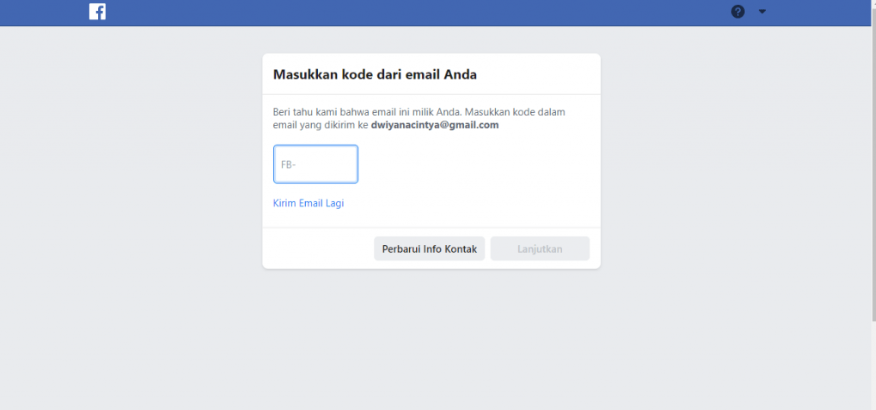 Masukkan kode dari email Anda
Beri tahu kami bahwa email ini milik Anda. Masukkan kode dalam
email yang dikirim ke dwiyanacintya@gmail.com
FB-
Kirim Email Lagi
Perbarui Info Kontak
Lanjutkan